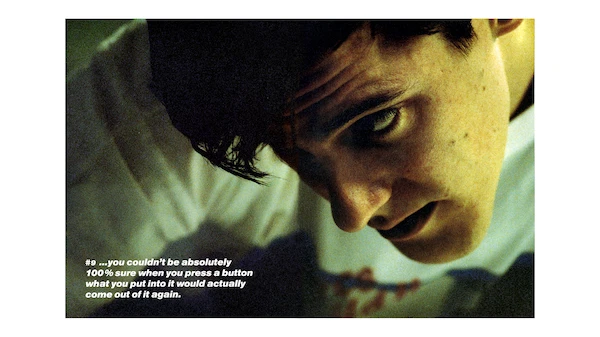 #9 ...you couldn't be absolutely
100% sure when you press a button
what you put into it would actually
come out of it again.